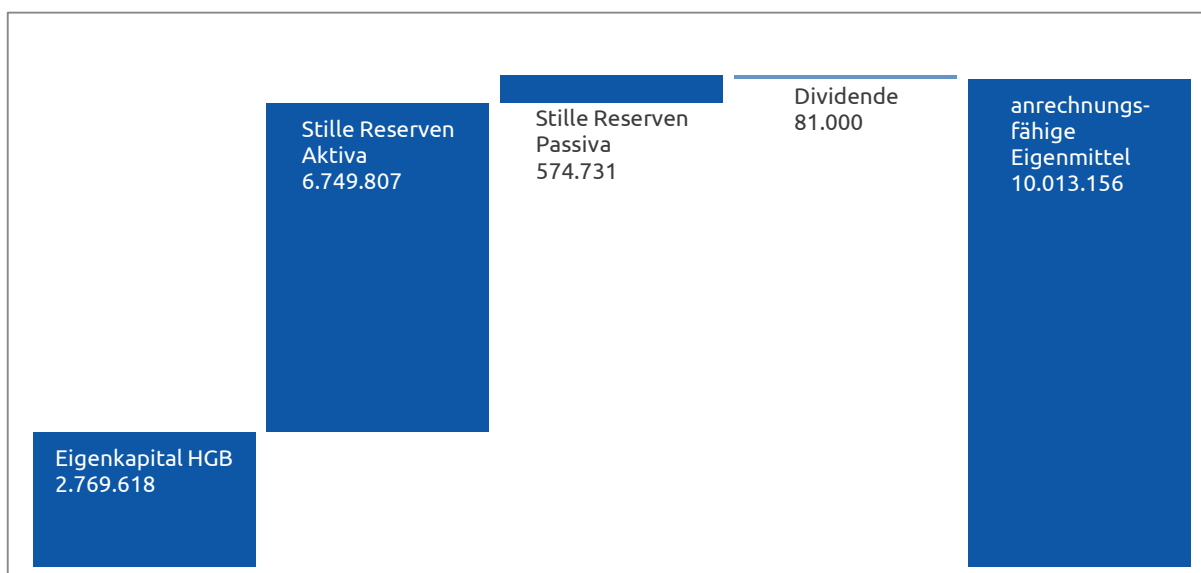 Eigenkapital HGB
2.769.618
Stille Reserven
Aktiva
6.749.807
Stille Reserven
Passiva
574.731
Dividende
81.000
anrechnungs-
fähige
Eigenmittel
10.013.156